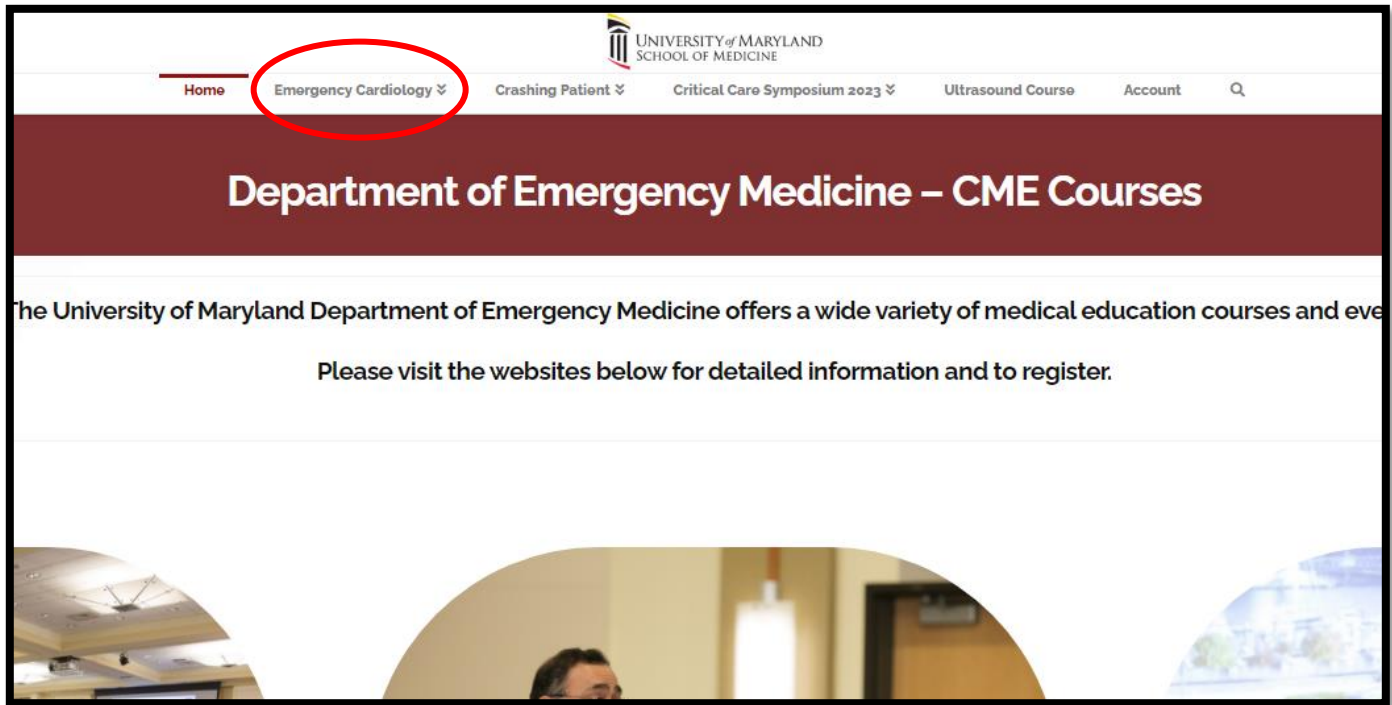 UNIVERSITY of MARYLAND
SCHOOL OF MEDICINE
Home Emergency Cardiology Crashing Patient Critical Care Symposium 2023 Ultrasound Course Account
Department of Emergency Medicine – CME Courses
The University of Maryland Department of Emergency Medicine offers a wide variety of medical education courses and eve
Please visit the websites below for detailed information and to register.